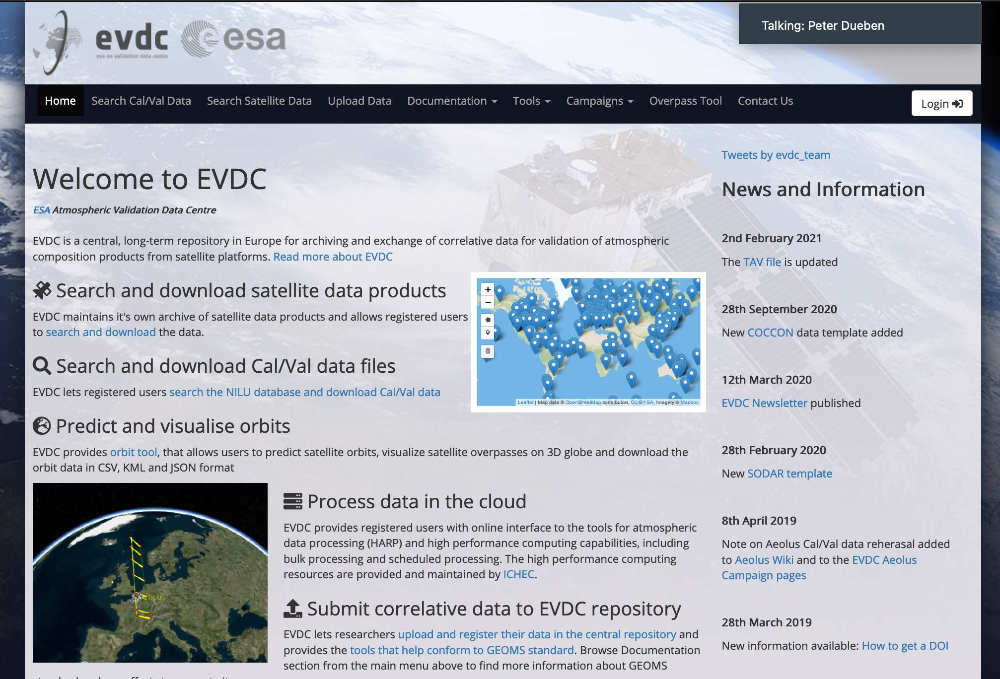 evdc
esa eo validation data centre
esa
Talking: Peter Dueben
Home Search Cal/Val Data Search Satellite Data Upload Data Documentation Tools Campaigns Overpass Tool Contact Us Login
Welcome to EVDC
ESA Atmospheric Validation Data Centre
EVDC is a central, long-term repository in Europe for archiving and exchange of correlative data for validation of atmospheric
composition products from satellite platforms. Read more about EVDC
Search and download satellite data products
EVDC maintains it's own archive of satellite data products and allows registered users
to search and download the data.
Search and download Cal/Val data files
EVDC lets registered users search the NILU database and download Cal/Val data
+
−
Leaflet | Map data © OpenStreetMap contributors, CC-BY-SA, Imagery © Mapbox
Predict and visualise orbits
EVDC provides orbit tool, that allows users to predict satellite orbits, visualize satellite overpasses on 3D globe and download the
orbit data in CSV, KML and JSON format
AEOLUS
Process data in the cloud
EVDC provides registered users with online interface to the tools for atmospheric
data processing (HARP) and high performance computing capabilities, including
bulk processing and scheduled processing. The high performance computing
resources are provided and maintained by ICHEC.
Submit correlative data to EVDC repository
EVDC lets researchers upload and register their data in the central repository and
provides the tools that help conform to GEOMS standard. Browse Documentation
section from the main menu above to find more information about GEOMS
Tweets by evdc_team
News and Information
2nd February 2021
The TAV file is updated
28th September 2020
New COCCON data template added
12th March 2020
EVDC Newsletter published
28th February 2020
New SODAR template
8th April 2019
Note on Aeolus Cal/Val data reherasal added
to Aeolus Wiki and to the EVDC Aeolus
Campaign pages
28th March 2019
New information available: How to get a DOI